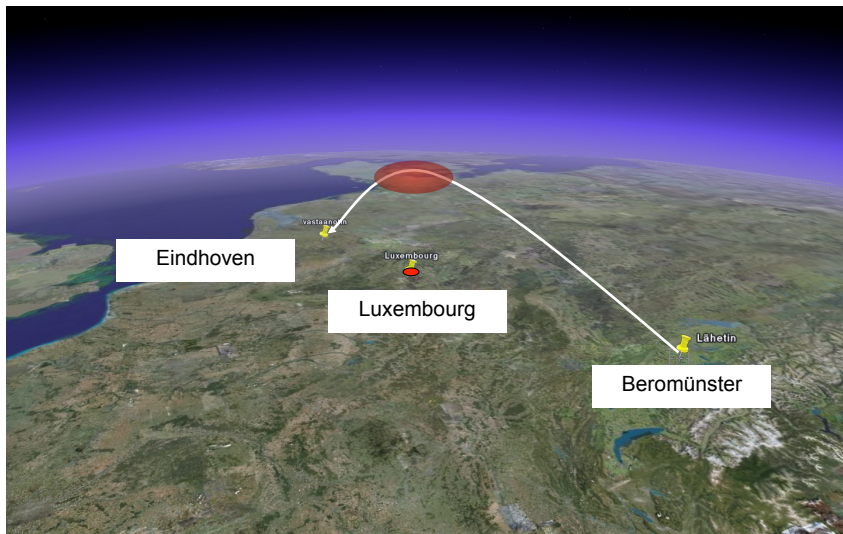 vastaanotin
Eindhoven
Luxembourg
Luxembourg
Lähetin
Beromünster